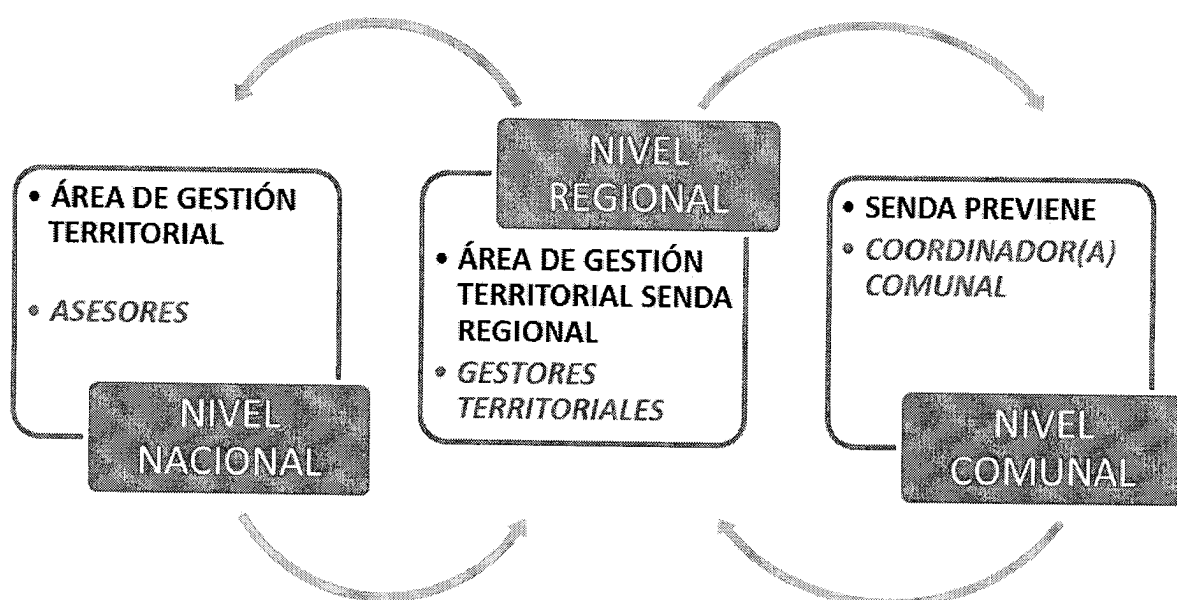 • ÁREA DE GESTIÓN
TERRITORIAL
• ASESORES
NIVEL
NACIONAL
NIVEL
REGIONAL
• ÁREA DE GESTIÓN
TERRITORIAL SENDA
REGIONAL
• GESTORES
TERRITORIALES
• SENDA PREVIENE
• COORDINADOR(A)
COMUNAL
NIVEL
COMUNAL